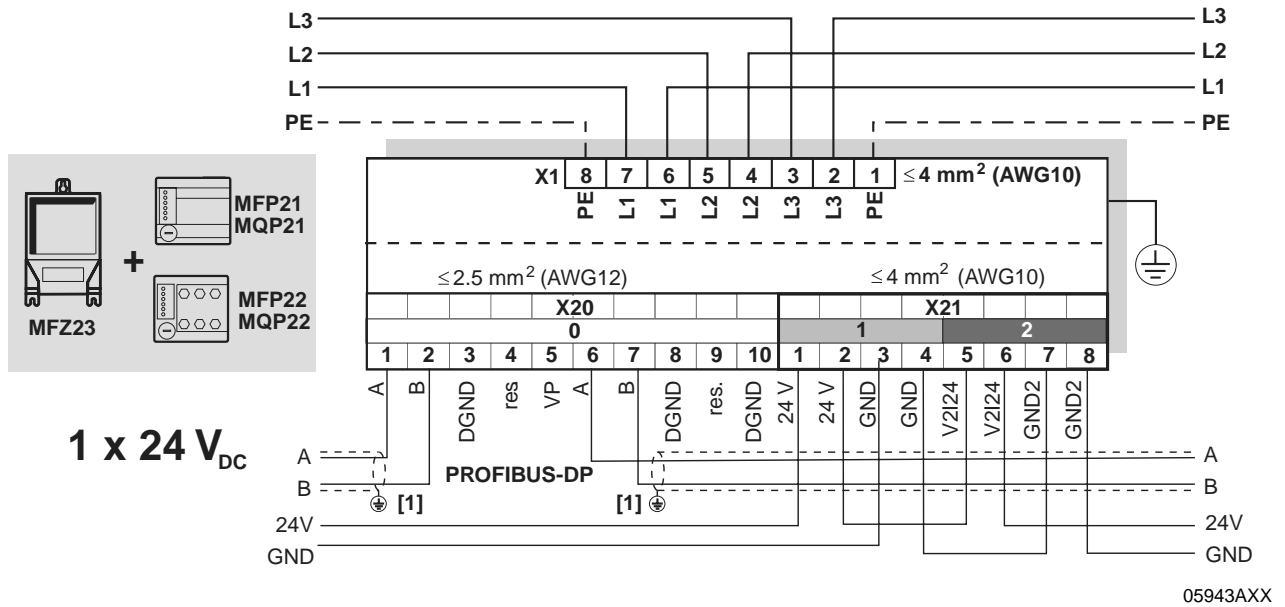 L3 L3
L2 L2
L1 L1
PE PE
X1 8 7 6 5 4 3 2 1 ≤ 4 mm² (AWG10)
PE L1 L1 L2 L2 L3 L3 PE
MFP21
MQP21
+
MFP22
MQP22
MFZ23
≤ 2.5 mm² (AWG12) ≤ 4 mm² (AWG10)
X20 X21
0 1 2
1 2 3 4 5 6 7 8 9 10 1 2 3 4 5 6 7 8
A B DGND res VP A B DGND res. DGND 24 V 24 V GND GND V2I24 V2I24 GND2 GND2
1 x 24 V DC
A PROFIBUS-DP A
B [1] [1] B
24V 24V
GND GND
05943AXX